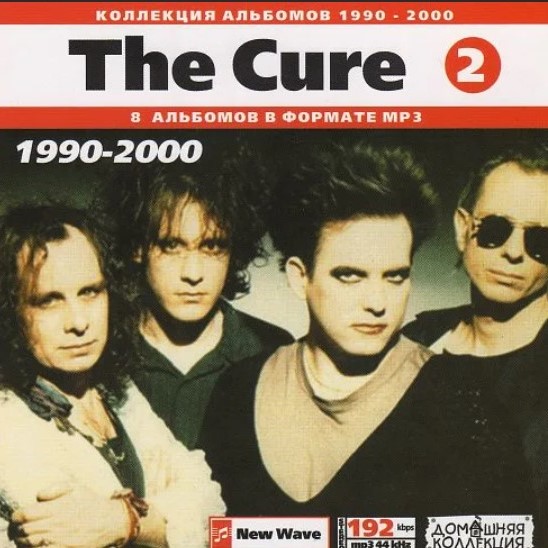 КОЛЛЕКЦИЯ АЛЬБОМОВ 1990 - 2000
The Cure 2
8 АЛЬБОМОВ В ФОРМАТЕ MP3
1990-2000
New Wave
192 kbps
mp3 44 kHz
ДОМАШНЯЯ
КОЛЛЕКЦИЯ